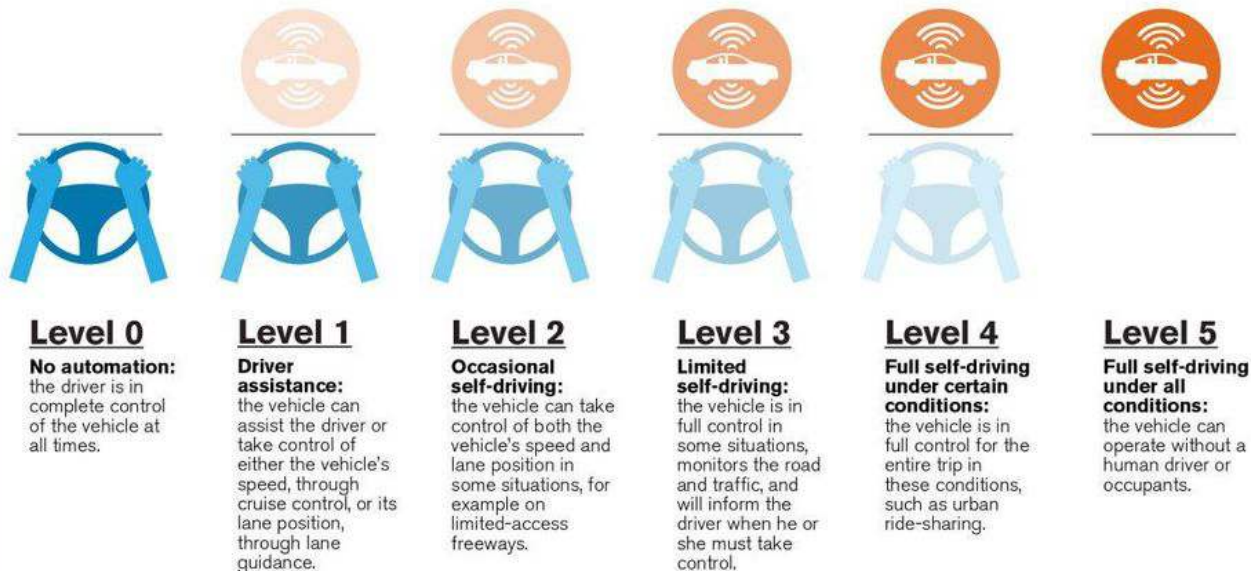 Level 0
No automation:
the driver is in
complete control
of the vehicle at
all times.
Level 1
Driver
assistance:
the vehicle can
assist the driver or
take control of
either the vehicle's
speed, through
cruise control, or its
lane position,
through lane
guidance.
Level 2
Occasional
self-driving:
the vehicle can take
control of both the
vehicle's speed and
lane position in
some situations, for
example on
limited-access
freeways.
Level 3
Limited
self-driving:
the vehicle is in
full control in
some situations,
monitors the road
and traffic, and
will inform the
driver when he or
she must take
control.
Level 4
Full self-driving
under certain
conditions:
the vehicle is in
full control for the
entire trip in
these conditions,
such as urban
ride-sharing.
Level 5
Full self-driving
under all
conditions:
the vehicle can
operate without a
human driver or
occupants.